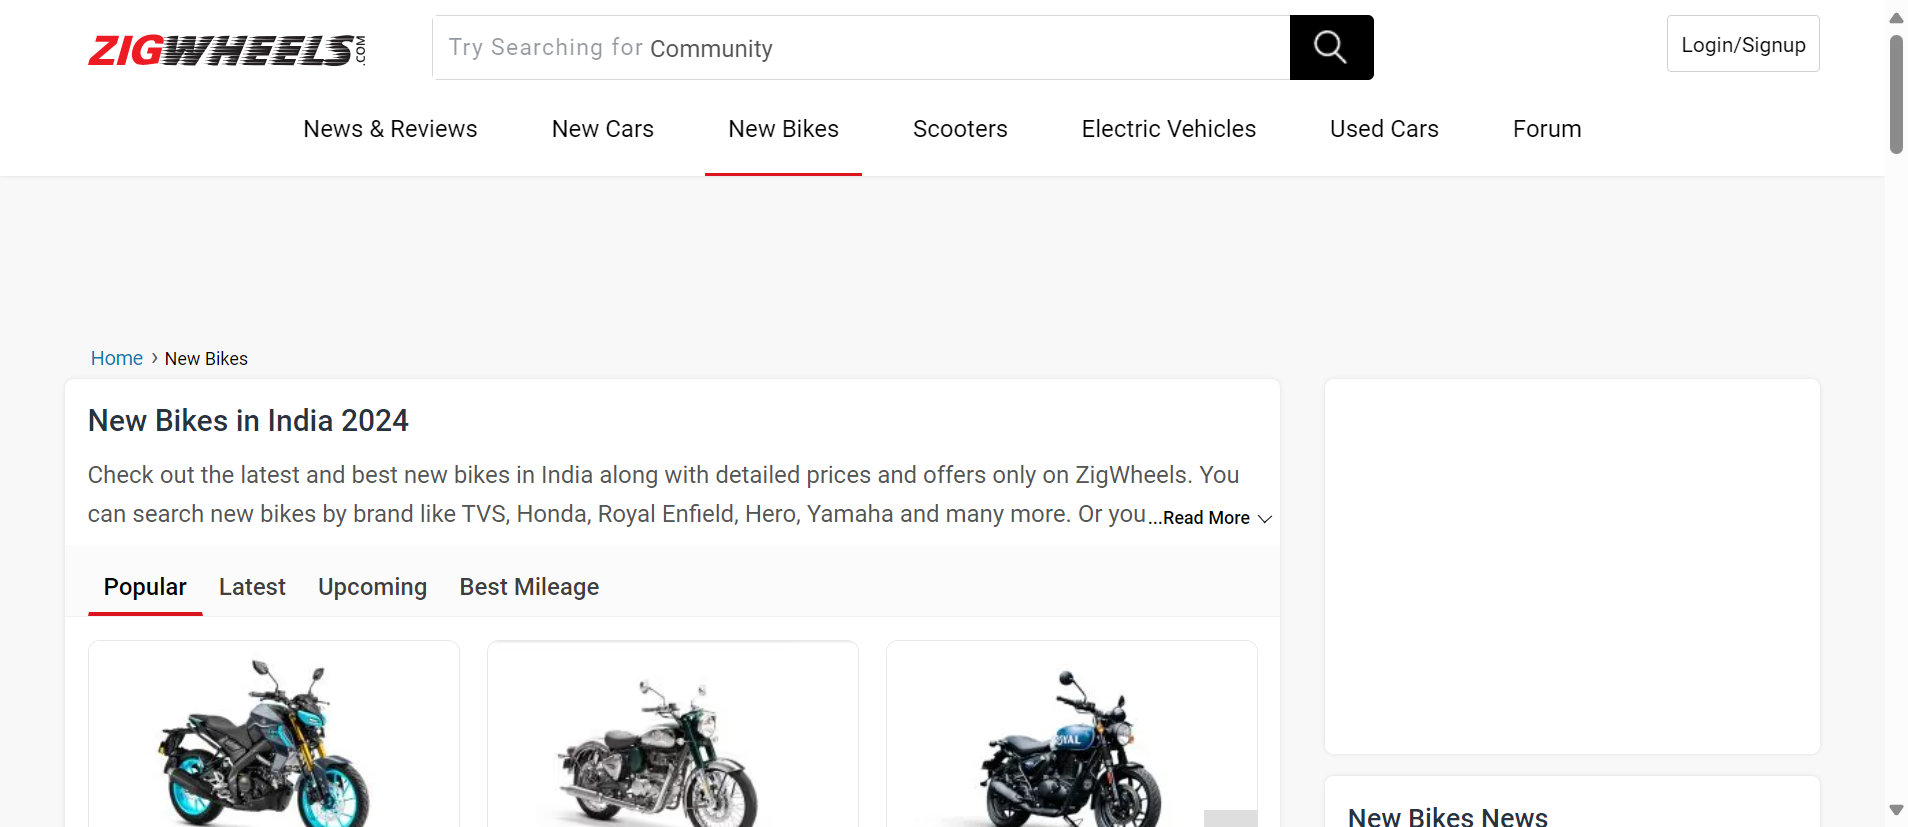 ZIGWHEELS.COM
Try Searching for Community
Login/Signup
News & Reviews
New Cars
New Bikes
Scooters
Electric Vehicles
Used Cars
Forum
Home › New Bikes
New Bikes in India 2024
Check out the latest and best new bikes in India along with detailed prices and offers only on ZigWheels. You
can search new bikes by brand like TVS, Honda, Royal Enfield, Hero, Yamaha and many more. Or you ...Read More
Popular
Latest
Upcoming
Best Mileage
ROYAL
New Bikes News